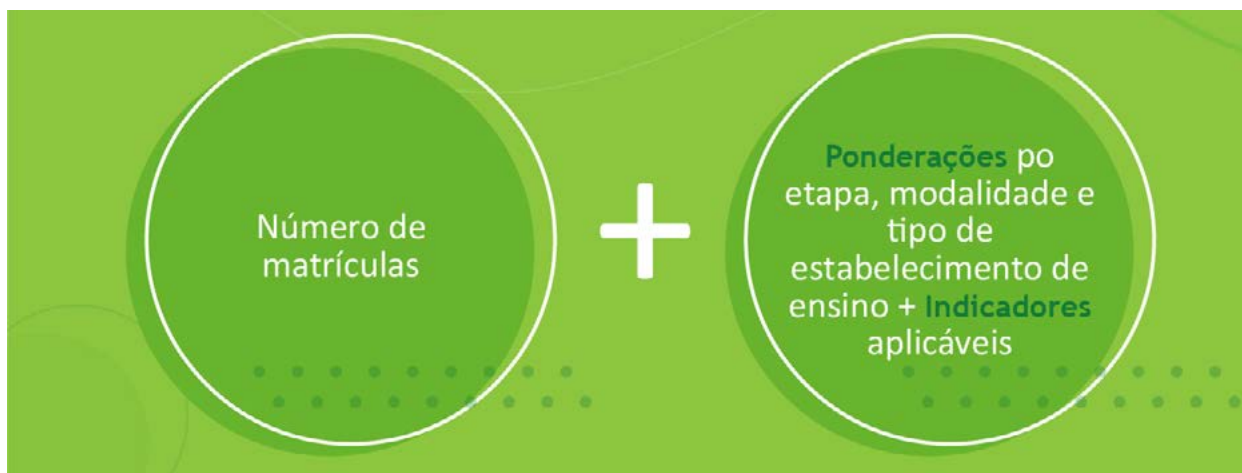 Número de
matrículas
+
Ponderações po
etapa, modalidade e
tipo de
estabelecimento de
ensino + Indicadores
aplicáveis